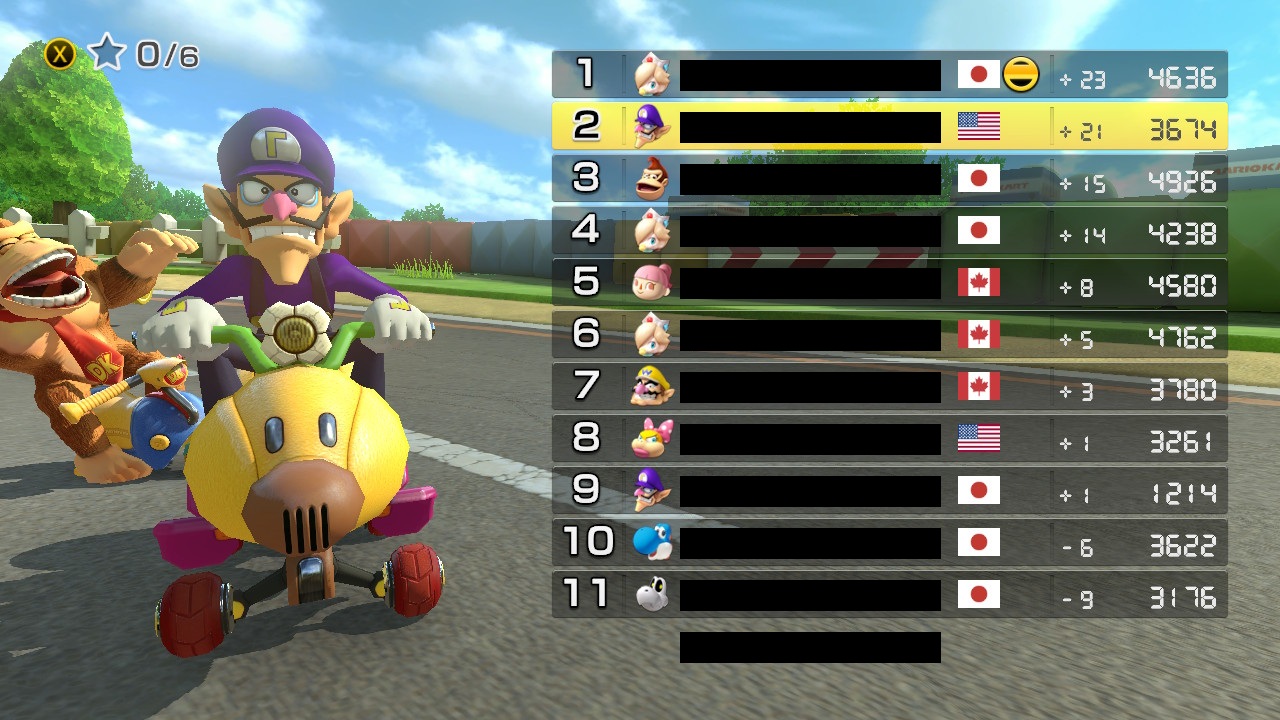 X 0/6
1 + 23 4636
2 + 21 3674
3 + 15 4926
4 + 14 4238
5 + 8 4580
6 + 5 4762
7 + 3 3780
8 + 1 3261
9 + 1 1214
10 - 6 3622
11 - 9 3176
DK